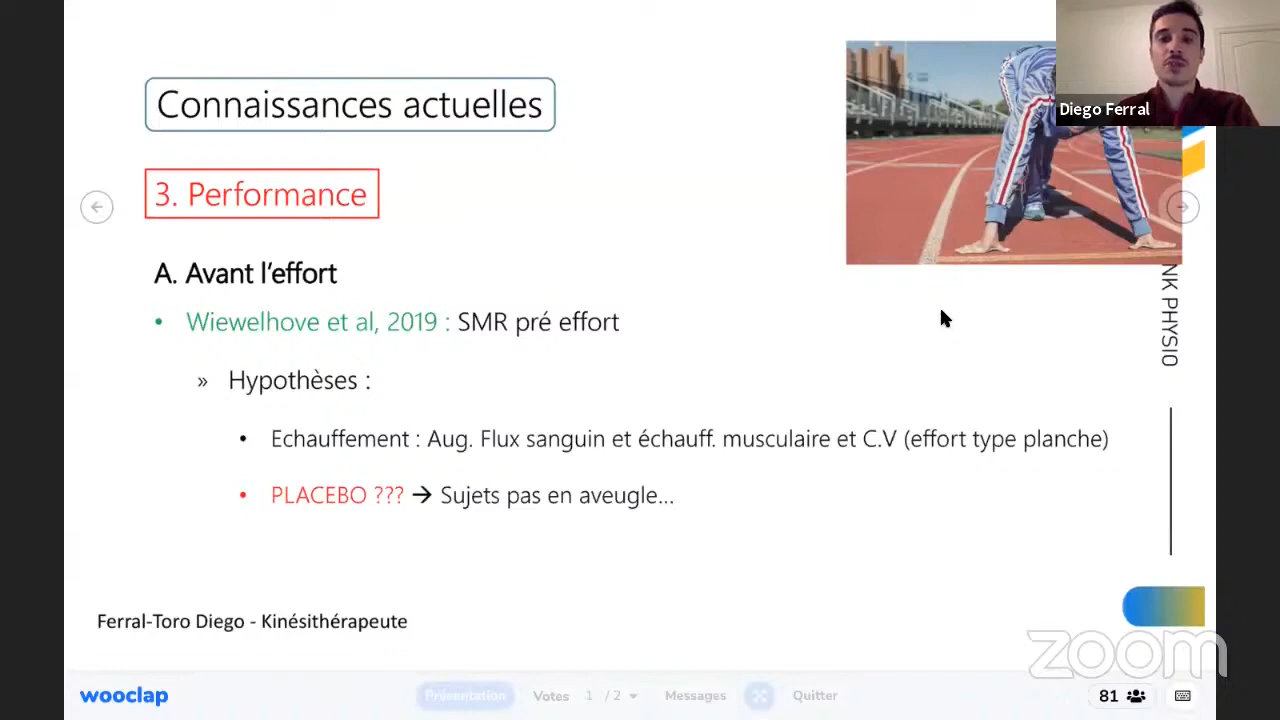 Connaissances actuelles
Diego Ferral
3. Performance
A. Avant l'effort
• Wiewelhove et al, 2019 : SMR pré effort
» Hypothèses :
• Echauffement : Aug. Flux sanguin et échauff. musculaire et C.V (effort type planche)
• PLACEBO ??? → Sujets pas en aveugle...
NK PHYSIO
Ferral-Toro Diego - Kinésithérapeute
zoom
wooclap
Présentation Votes 1 / 2 Messages Quitter 81